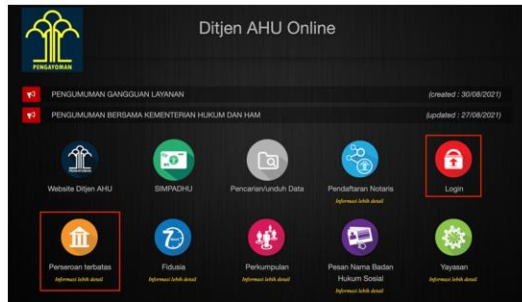 Ditjen AHU Online
PENGAYOMAN
PENGUMUMAN GANGGUAN LAYANAN (created : 30/08/2021)
PENGUMUMAN BERSAMA KEMENTERIAN HUKUM DAN HAM (updated : 27/08/2021)
Website Ditjen AHU
SIMPADHU
Pencarian/unduh Data
Pendaftaran Notaris
Informasi lebih detail
Login
Perseroan terbatas
Informasi lebih detail
Fidusia
Informasi lebih detail
Perkumpulan
Informasi lebih detail
Pesan Nama Badan
Hukum Sosial
Informasi lebih detail
Yayasan
Informasi lebih detail